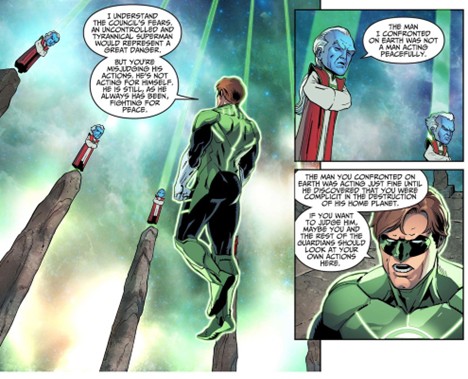 I UNDERSTAND
THE COUNCIL'S FEARS.
AN UNCONTROLLED AND
TYRANNICAL SUPERMAN
WOULD REPRESENT A
GREAT DANGER.
BUT YOU'RE
MISJUDGING HIS
ACTIONS. HE'S NOT
ACTING FOR HIMSELF.
HE IS STILL, AS HE
ALWAYS HAS BEEN,
FIGHTING FOR
PEACE.
THE MAN
I CONFRONTED
ON EARTH WAS NOT
A MAN ACTING
PEACEFULLY.
THE MAN YOU CONFRONTED ON
EARTH WAS ACTING JUST FINE UNTIL
HE DISCOVERED THAT YOU WERE
COMPLICIT IN THE DESTRUCTION
OF HIS HOME PLANET.
IF YOU WANT
TO JUDGE HIM,
MAYBE YOU AND
THE REST OF THE
GUARDIANS SHOULD
LOOK AT YOUR
OWN ACTIONS
HERE.